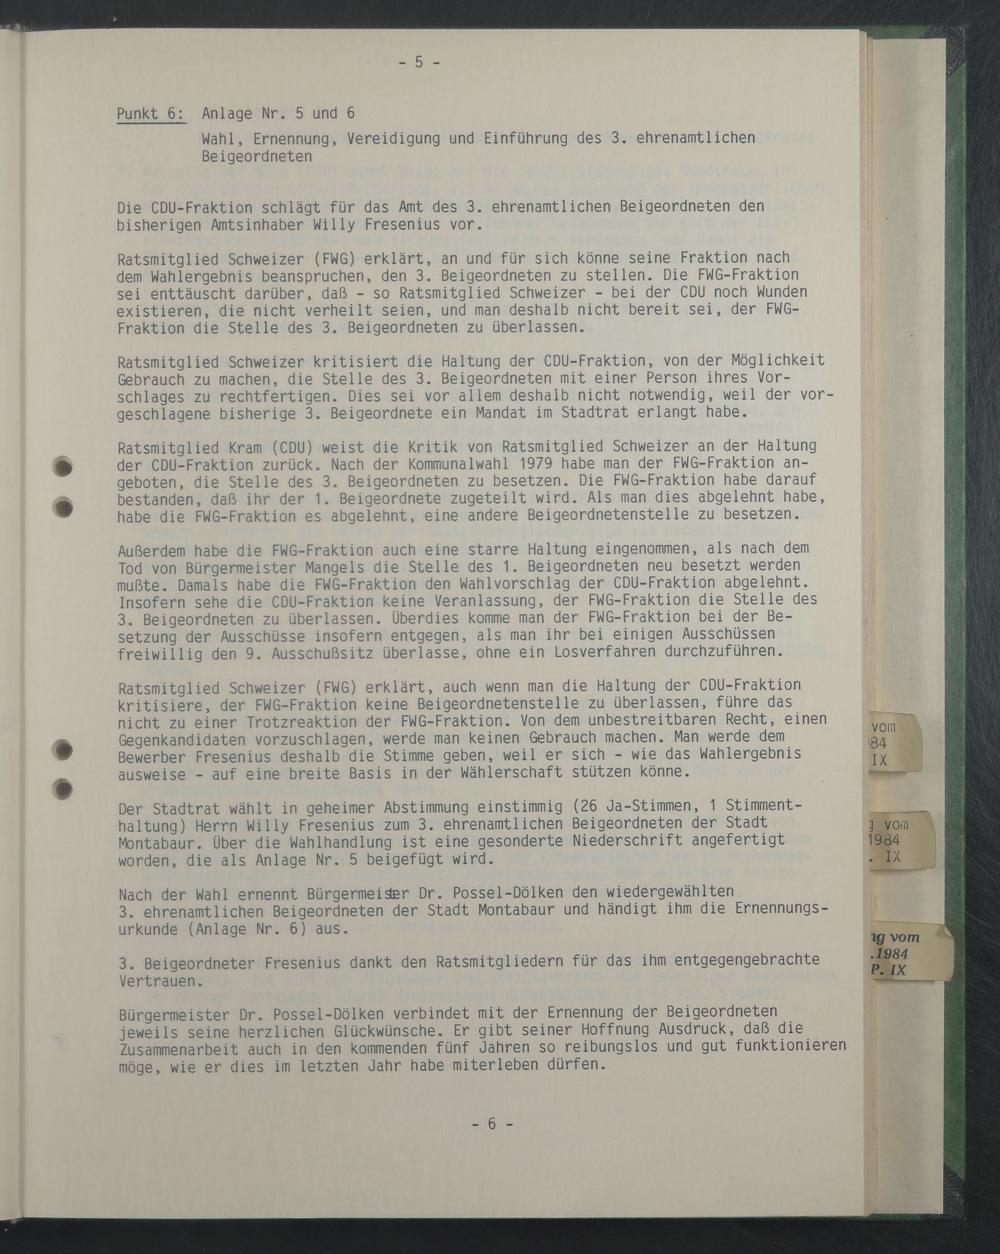 - 5 -
Punkt 6: Anlage Nr. 5 und 6
Wahl, Ernennung, Vereidigung und Einführung des 3. ehrenamtlichen
Beigeordneten
Die CDU-Fraktion schlägt für das Amt des 3. ehrenamtlichen Beigeordneten den
bisherigen Amtsinhaber Willy Fresenius vor.
Ratsmitglied Schweizer (FWG) erklärt, an und für sich könne seine Fraktion nach
dem Wahlergebnis beanspruchen, den 3. Beigeordneten zu stellen. Die FWG-Fraktion
sei enttäuscht darüber, daß - so Ratsmitglied Schweizer - bei der CDU noch Wunden
existieren, die nicht verheilt seien, und man deshalb nicht bereit sei, der FWG-
Fraktion die Stelle des 3. Beigeordneten zu überlassen.
Ratsmitglied Schweizer kritisiert die Haltung der CDU-Fraktion, von der Möglichkeit
Gebrauch zu machen, die Stelle des 3. Beigeordneten mit einer Person ihres Vor-
schlages zu rechtfertigen. Dies sei vor allem deshalb nicht notwendig, weil der vor-
geschlagene bisherige 3. Beigeordnete ein Mandat im Stadtrat erlangt habe.
Ratsmitglied Kram (CDU) weist die Kritik von Ratsmitglied Schweizer an der Haltung
der CDU-Fraktion zurück. Nach der Kommunalwahl 1979 habe man der FWG-Fraktion an-
geboten, die Stelle des 3. Beigeordneten zu besetzen. Die FWG-Fraktion habe darauf
bestanden, daß ihr der 1. Beigeordnete zugeteilt wird. Als man dies abgelehnt habe,
habe die FWG-Fraktion es abgelehnt, eine andere Beigeordnetenstelle zu besetzen.
Außerdem habe die FWG-Fraktion auch eine starre Haltung eingenommen, als nach dem
Tod von Bürgermeister Mangels die Stelle des 1. Beigeordneten neu besetzt werden
mußte. Damals habe die FWG-Fraktion den Wahlvorschlag der CDU-Fraktion abgelehnt.
Insofern sehe die CDU-Fraktion keine Veranlassung, der FWG-Fraktion die Stelle des
3. Beigeordneten zu überlassen. Überdies komme man der FWG-Fraktion bei der Be-
setzung der Ausschüsse insofern entgegen, als man ihr bei einigen Ausschüssen
freiwillig den 9. Ausschußsitz überlasse, ohne ein Losverfahren durchzuführen.
Ratsmitglied Schweizer (FWG) erklärt, auch wenn man die Haltung der CDU-Fraktion
kritisiere, der FWG-Fraktion keine Beigeordnetenstelle zu überlassen, führe das
nicht zu einer Trotzreaktion der FWG-Fraktion. Von dem unbestreitbaren Recht, einen
Gegenkandidaten vorzuschlagen, werde man keinen Gebrauch machen. Man werde dem
Bewerber Fresenius deshalb die Stimme geben, weil er sich - wie das Wahlergebnis
ausweise - auf eine breite Basis in der Wählerschaft stützen könne.
Der Stadtrat wählt in geheimer Abstimmung einstimmig (26 Ja-Stimmen, 1 Stimment-
haltung) Herrn Willy Fresenius zum 3. ehrenamtlichen Beigeordneten der Stadt
Montabaur. Über die Wahlhandlung ist eine gesonderte Niederschrift angefertigt
worden, die als Anlage Nr. 5 beigefügt wird.
Nach der Wahl ernennt Bürgermeister Dr. Possel-Dölken den wiedergewählten
3. ehrenamtlichen Beigeordneten der Stadt Montabaur und händigt ihm die Ernennungs-
urkunde (Anlage Nr. 6) aus.
3. Beigeordneter Fresenius dankt den Ratsmitgliedern für das ihm entgegengebrachte
Vertrauen.
Bürgermeister Dr. Possel-Dölken verbindet mit der Ernennung der Beigeordneten
jeweils seine herzlichen Glückwünsche. Er gibt seiner Hoffnung Ausdruck, daß die
Zusammenarbeit auch in den kommenden fünf Jahren so reibungslos und gut funktionieren
möge, wie er dies im letzten Jahr habe miterleben dürfen.
- 6 -
vom
84
IX
g vom
1984
. IX
ng vom
.1984
P. IX